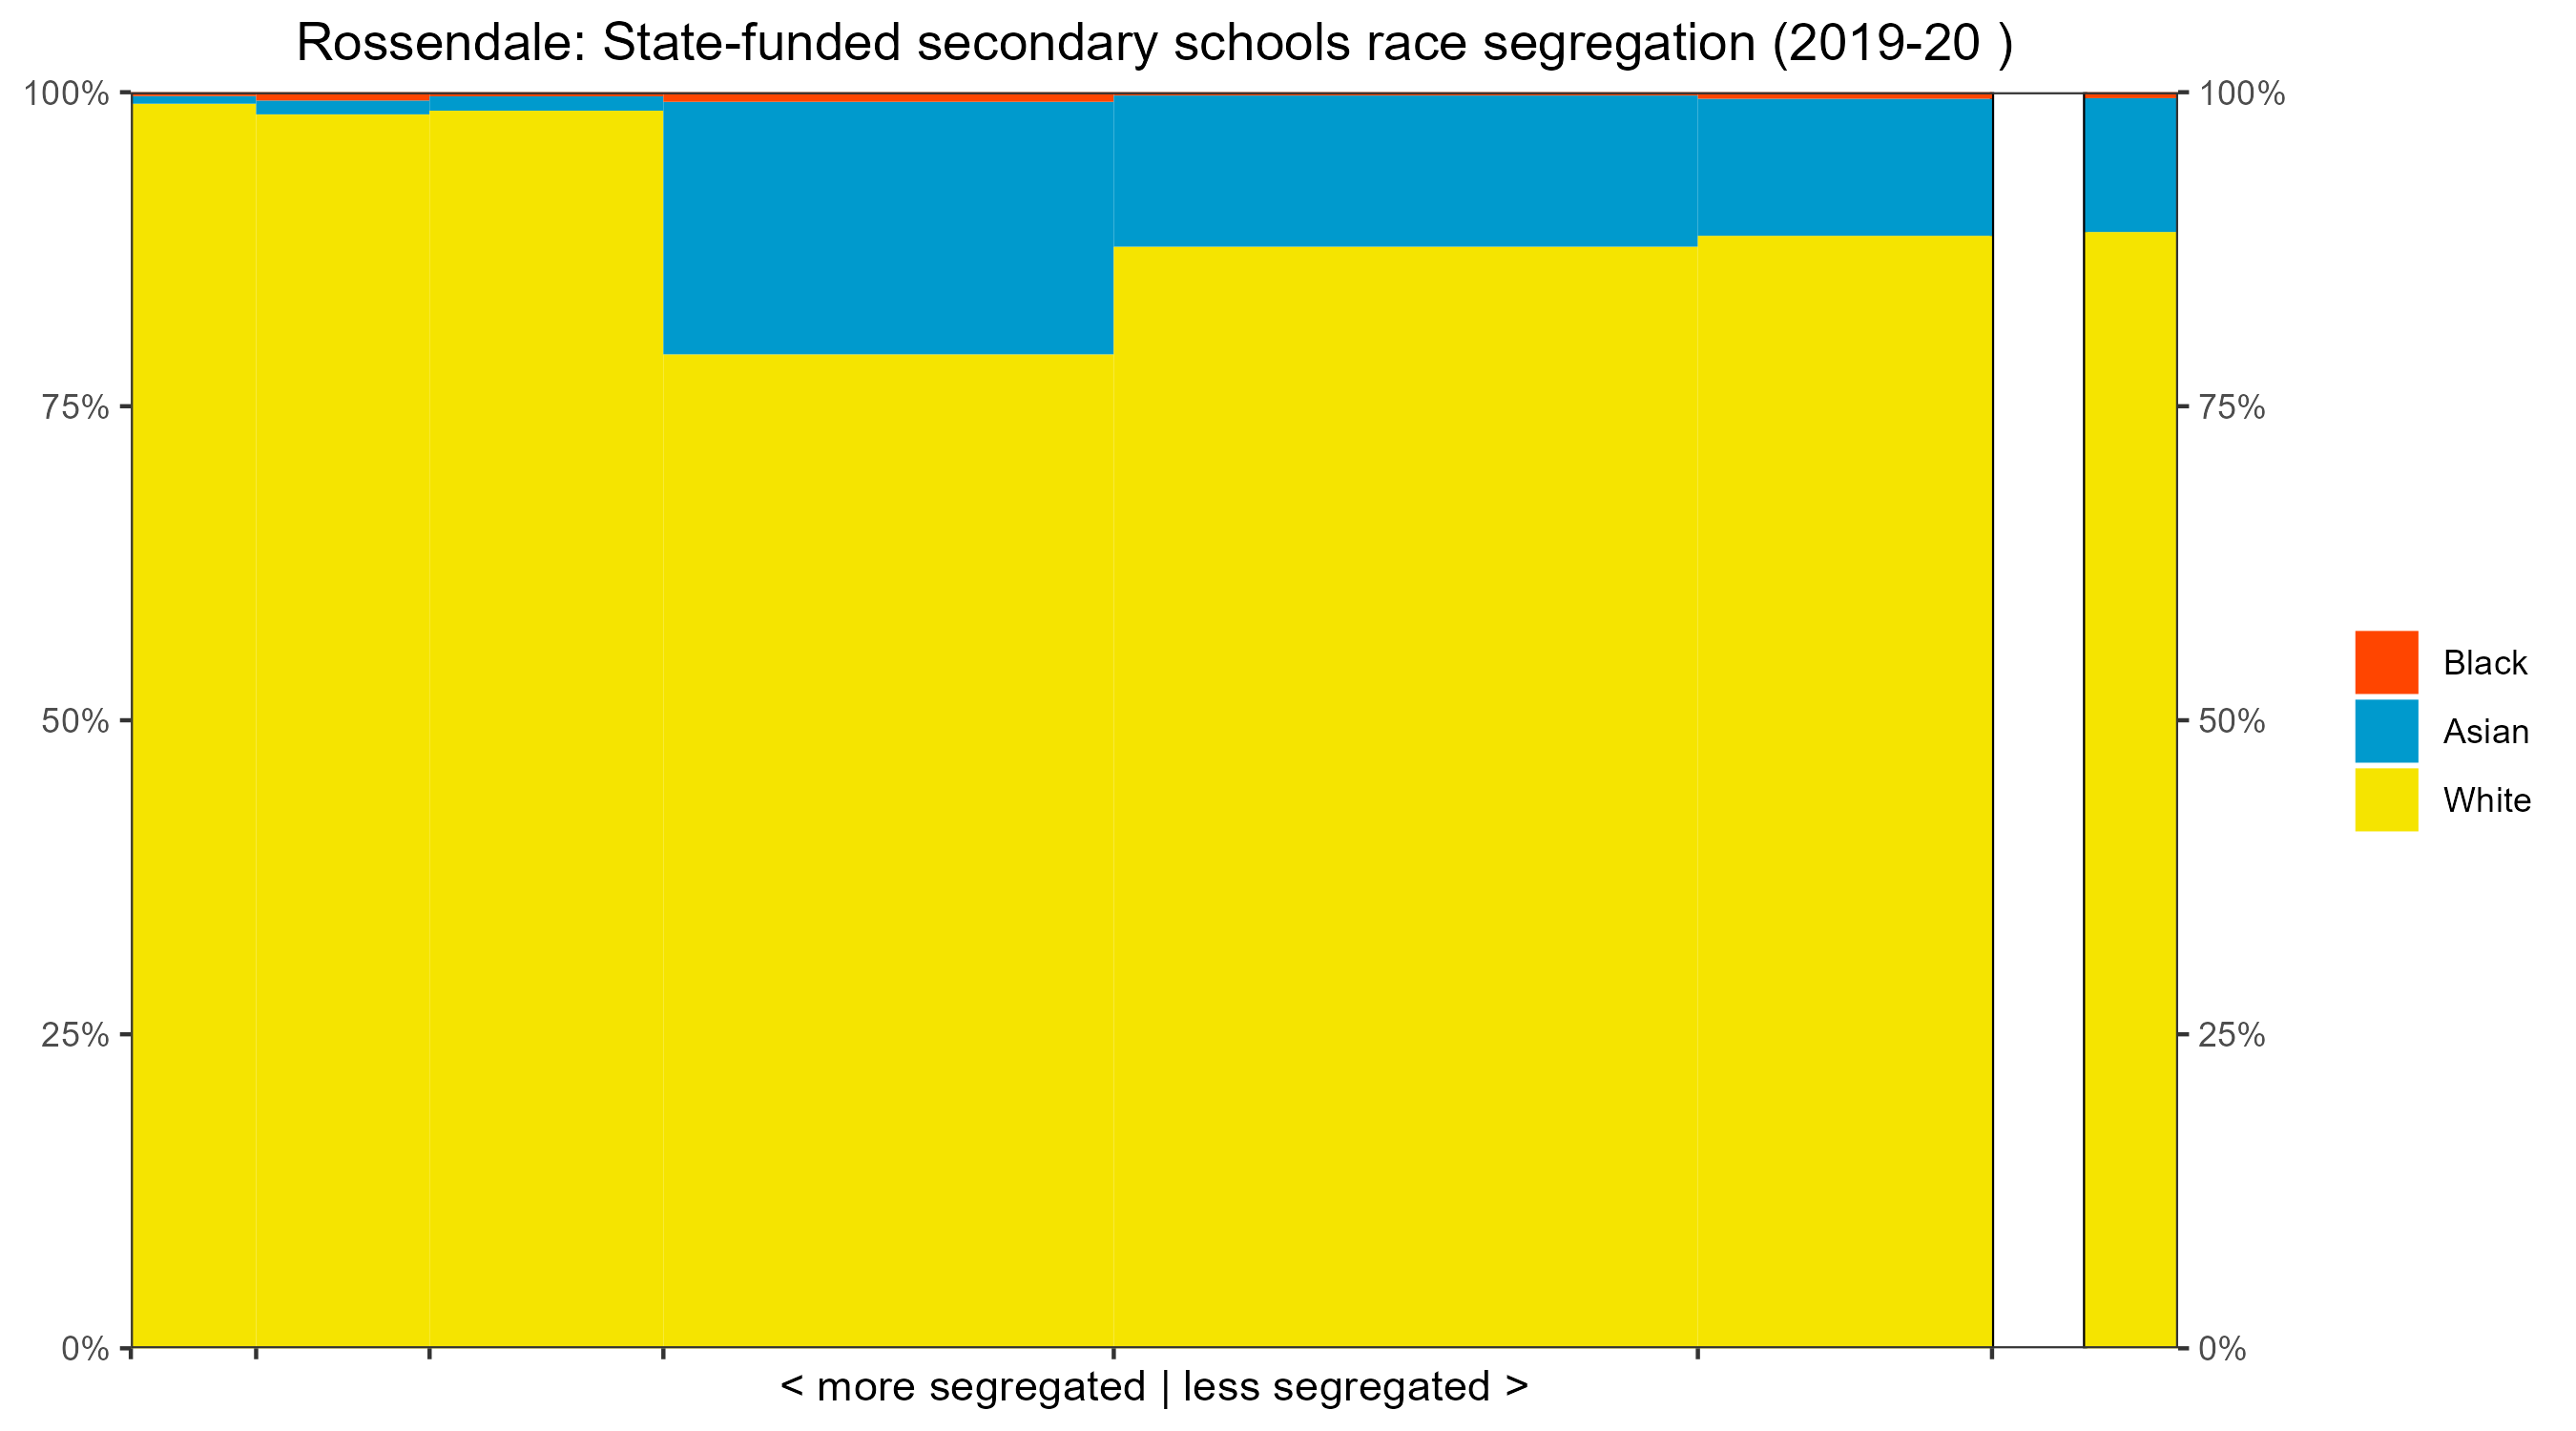 Rossendale: State-funded secondary schools race segregation (2019-20 )
100%
75%
50%
25%
0%
100%
75%
50%
25%
0%
Black
Asian
White
< more segregated | less segregated >